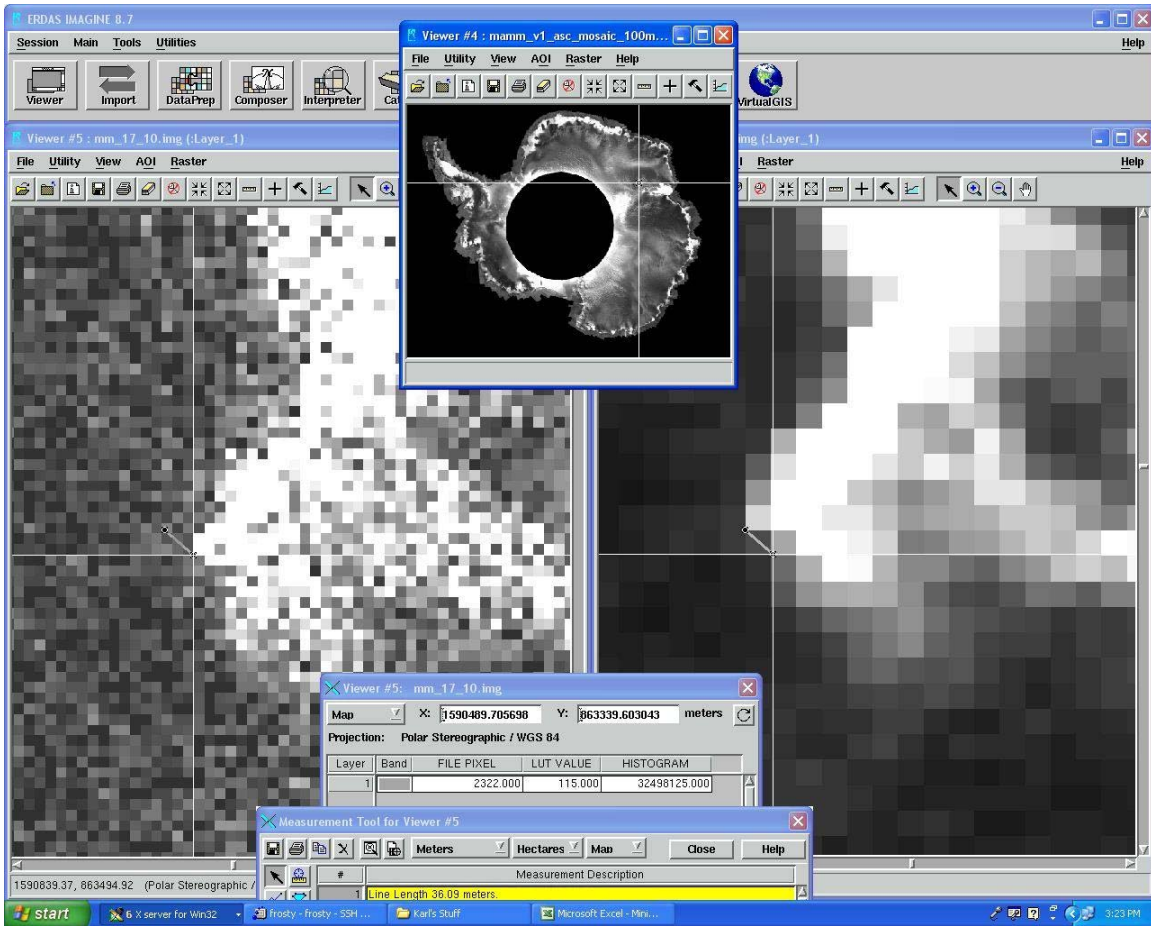 ERDAS IMAGINE 8.7
Session Main Tools Utilities Help
Viewer Import DataPrep Composer Interpreter VirtualGIS
Viewer #4 : mamm_v1_asc_mosaic_100m...
File Utility View AOI Raster Help
Viewer #5 : mm_17_10.img (:Layer_1)
File Utility View AOI Raster
img (:Layer_1)
Raster Help
Viewer #5: mm_17_10.img
Map X: 1590489.705698 Y: 863339.603043 meters
Projection: Polar Stereographic / WGS 84
Layer Band FILE PIXEL LUT VALUE HISTOGRAM
1 2322.000 115.000 32498125.000
Measurement Tool for Viewer #5
Meters Hectares Map Close Help
# Measurement Description
1 Line Length 36.09 meters.
1590839.37, 863494.92 (Polar Stereographic /
start 6 X server for Win32 frosty - frosty - SSH ... Karl's Stuff Microsoft Excel - Mini... 3:23 PM